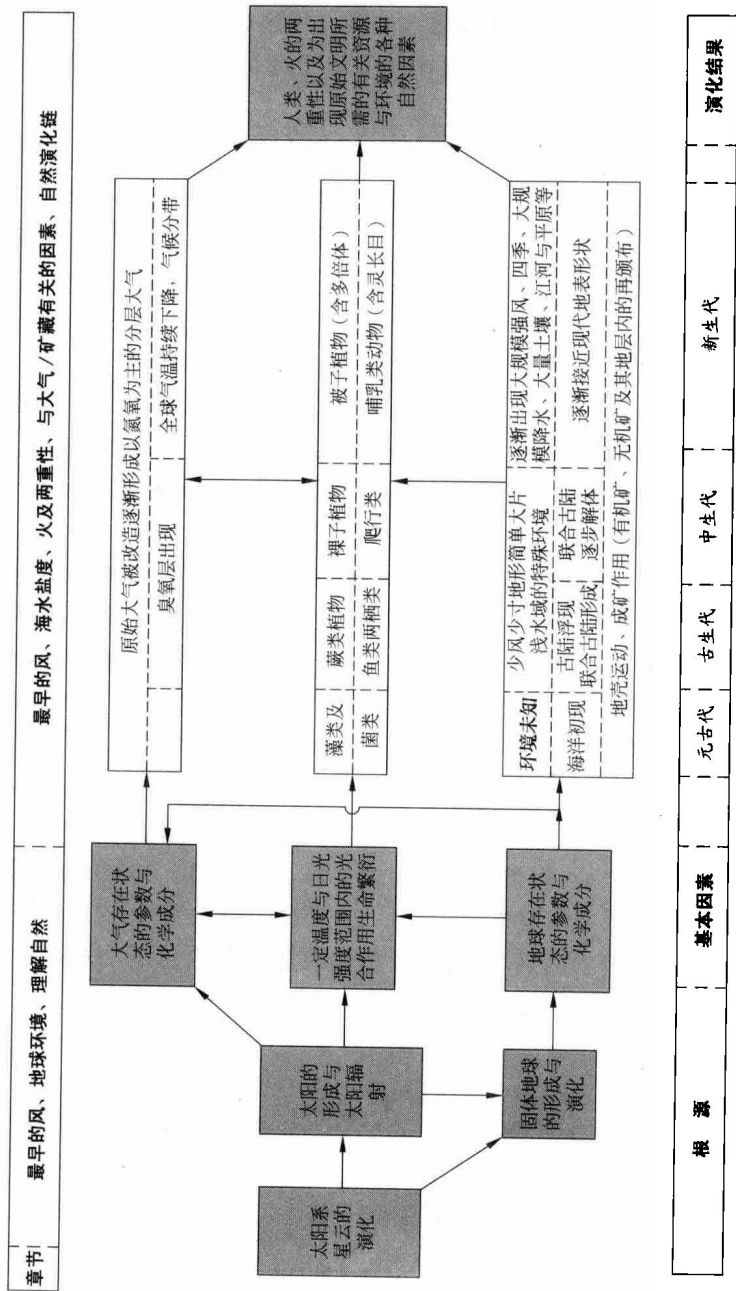 章节
最早的风、地球环境、理解自然
最早的风、海水盐度、火及两重性、与大气/矿藏有关的因素、自然演化链
太阳系
星云的
演化
太阳的
形成与
太阳辐
射
固体地球
的形成与
演化
大气存在状
态的参数与
化学成分
一定温度与日光
强度范围内的光
合作用生命繁衍
地球存在状
态的参数与
化学成分
原始大气被改造逐渐形成以氮氧为主的分层大气
臭氧层出现
全球气温持续下降，气候分带
藻类及
菌类
蕨类植物
鱼类两栖类
裸子植物
爬行类
被子植物(含多倍体)
哺乳类动物(含灵长目)
环境未知
海洋初现
少风少寸地形简单大片
浅水域的特殊环境
古陆浮现
联合古陆形成
联合古陆
逐步解体
逐渐出现大规模强风、四季、大规
模降水、大量土壤、江河与平原等
逐渐接近现代地表形状
地壳运动、成矿作用(有机矿、无机矿及其地层内的再颁布)
人类、火的两
重性以及为出
现原始文明所
需的有关资源
与环境的各种
自然因素
根 源
基本因素
元古代
古生代
中生代
新生代
演化结果